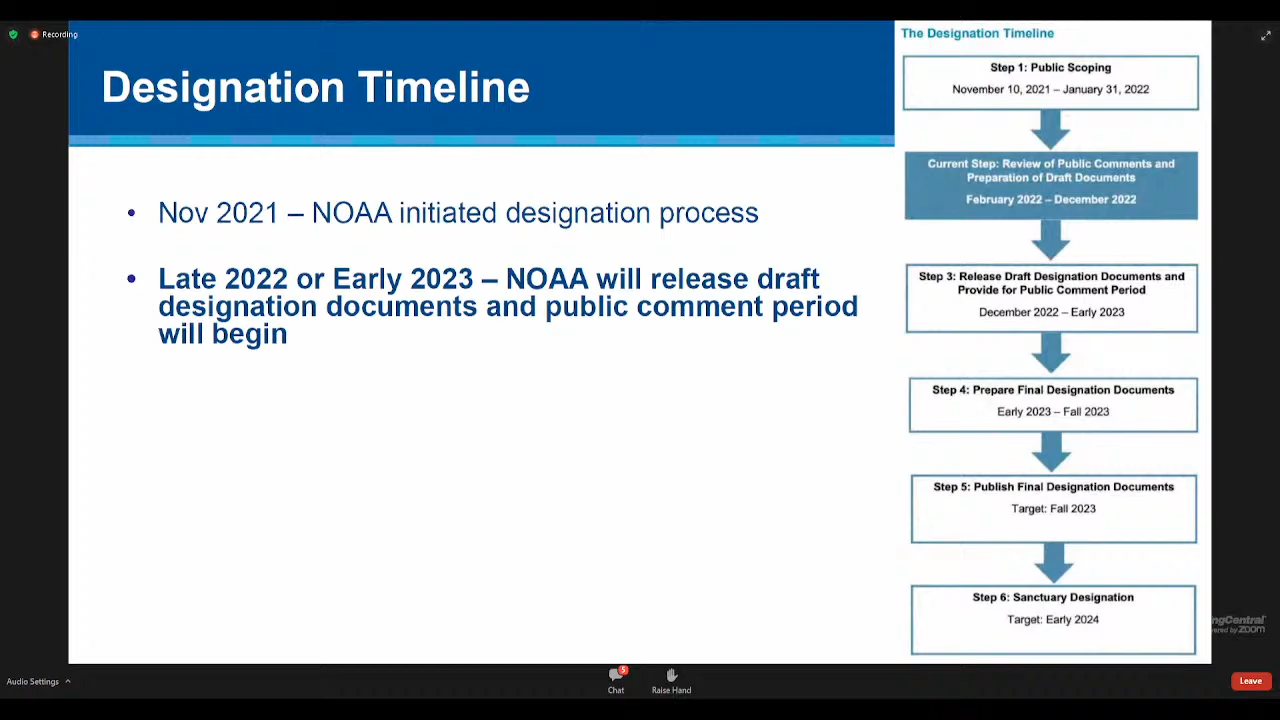 Recording
Designation Timeline
• Nov 2021 – NOAA initiated designation process
• Late 2022 or Early 2023 – NOAA will release draft
designation documents and public comment period
will begin
The Designation Timeline
Step 1: Public Scoping
November 10, 2021 – January 31, 2022
Current Step: Review of Public Comments and
Preparation of Draft Documents
February 2022 – December 2022
Step 3: Release Draft Designation Documents and
Provide for Public Comment Period
December 2022 – Early 2023
Step 4: Prepare Final Designation Documents
Early 2023 – Fall 2023
Step 5: Publish Final Designation Documents
Target: Fall 2023
Step 6: Sanctuary Designation
Target: Early 2024
ngCentral
ered by zoom
Audio Settings
5
Chat
Raise Hand
Leave